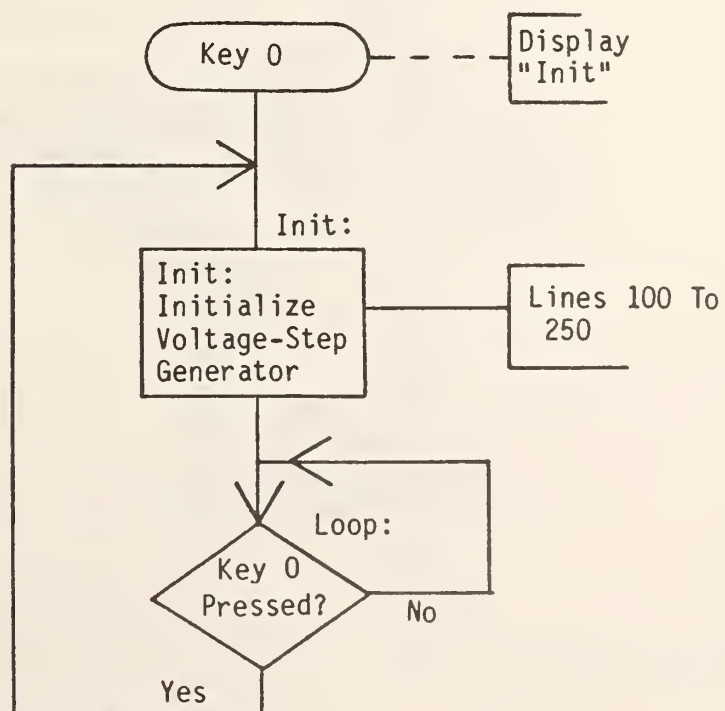 Key 0
Display
"Init"
Init:
Init:
Initialize
Voltage-Step
Generator
Lines 100 To
250
Loop:
Key 0
Pressed?
No
Yes